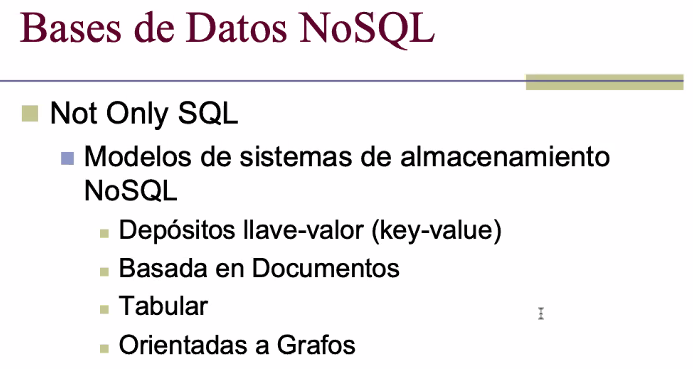 Bases de Datos NoSQL
Not Only SQL
Modelos de sistemas de almacenamiento
NoSQL
Depósitos llave-valor (key-value)
Basada en Documentos
Tabular
Orientadas a Grafos